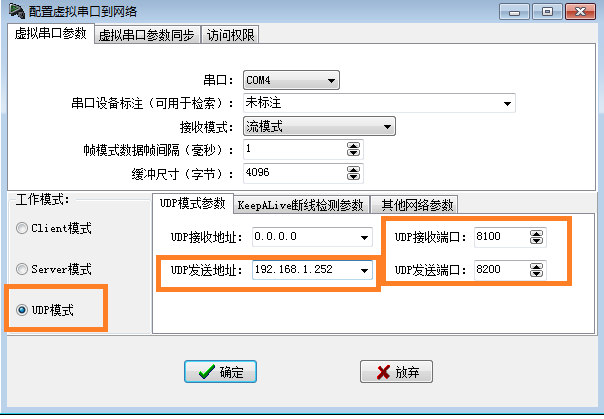 配置虚拟串口到网络
虚拟串口参数 虚拟串口参数同步 访问权限
串口： COM4
串口设备标注（可用于检索）： 未标注
接收模式： 流模式
帧模式数据帧间隔（毫秒）： 1
缓冲尺寸（字节）： 4096
工作模式：
Client模式
Server模式
UDP模式
UDP模式参数 KeepALive断线检测参数 其他网络参数
UDP接收地址： 0.0.0.0 UDP接收端口： 8100
UDP发送地址： 192.168.1.252 UDP发送端口： 8200
确定 放弃